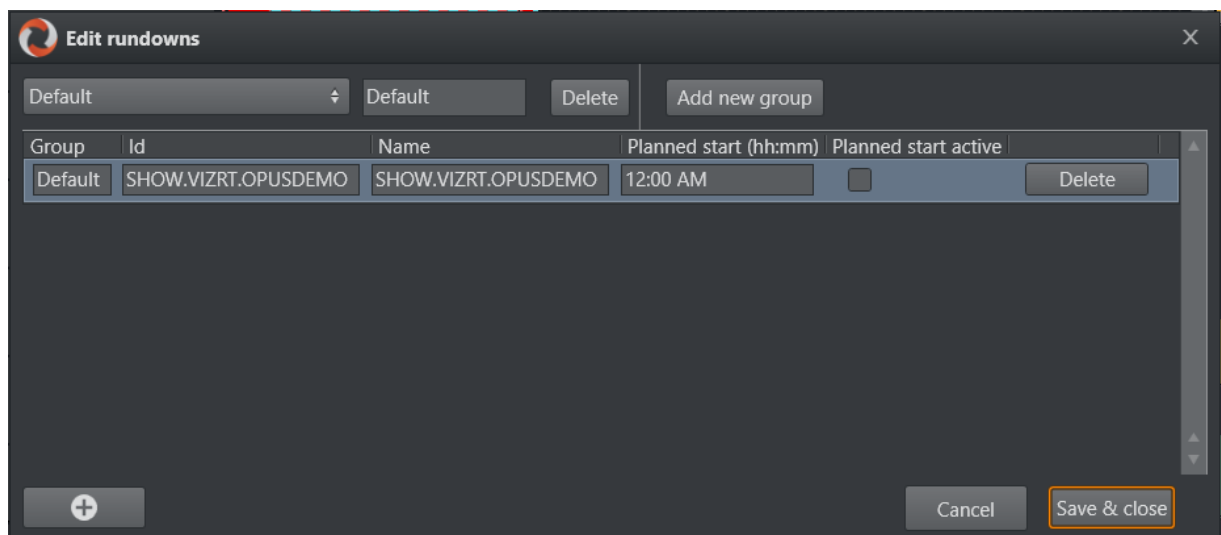 Edit rundowns X
Default Default Delete Add new group
Group Id Name Planned start (hh:mm) Planned start active
Default SHOW.VIZRT.OPUSDEMO SHOW.VIZRT.OPUSDEMO 12:00 AM Delete
Cancel Save & close